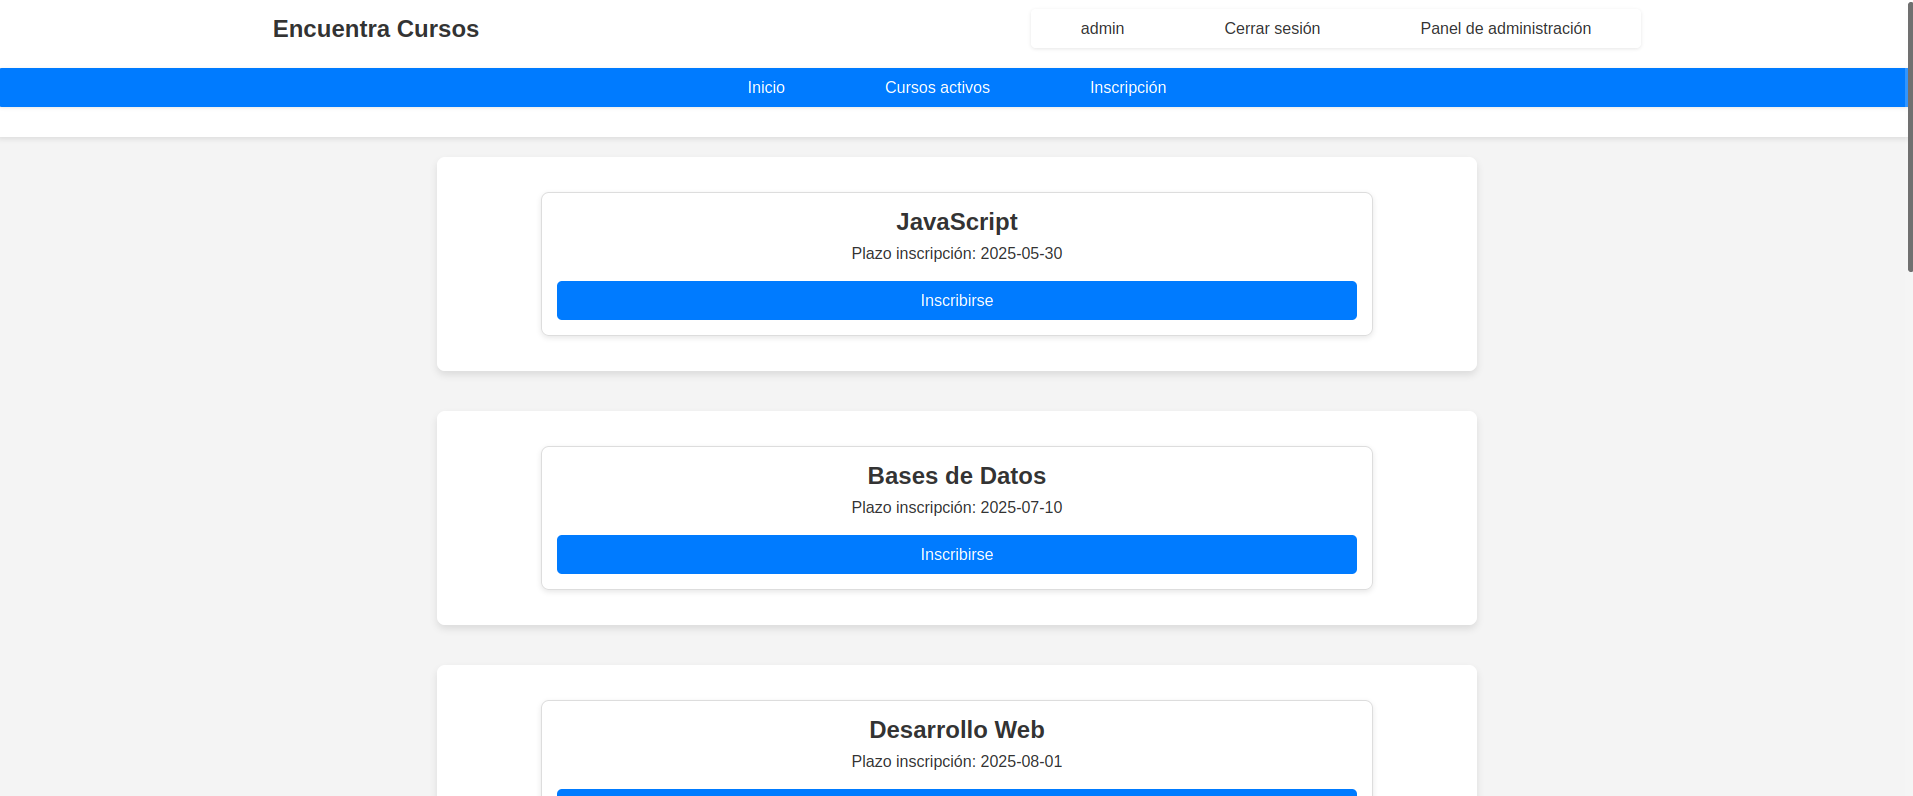 Encuentra Cursos
admin Cerrar sesión Panel de administración
Inicio Cursos activos Inscripción
JavaScript
Plazo inscripción: 2025-05-30
Inscribirse
Bases de Datos
Plazo inscripción: 2025-07-10
Inscribirse
Desarrollo Web
Plazo inscripción: 2025-08-01